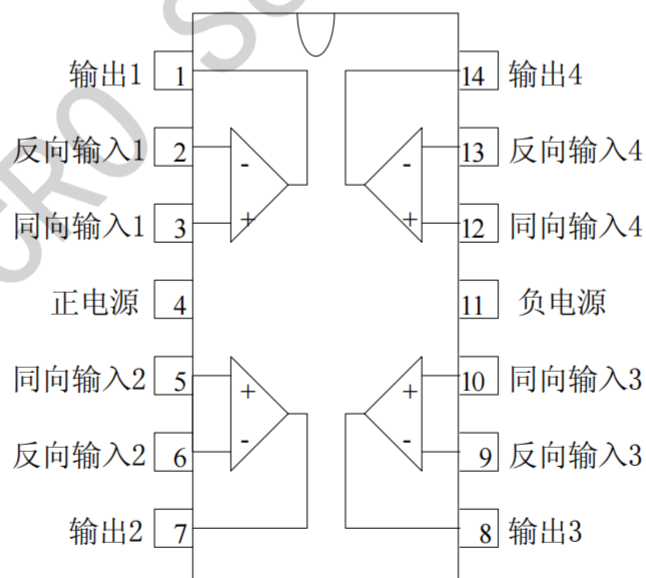 输出1 1 14 输出4
反向输入1 2 - - 13 反向输入4
同向输入1 3 + + 12 同向输入4
正电源 4 11 负电源
同向输入2 5 + + 10 同向输入3
反向输入2 6 - - 9 反向输入3
输出2 7 8 输出3